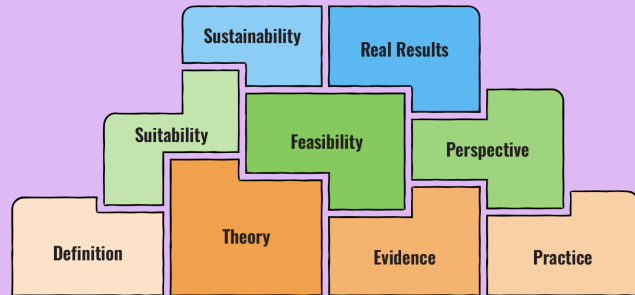 Sustainability
Real Results
Suitability
Feasibility
Perspective
Definition
Theory
Evidence
Practice